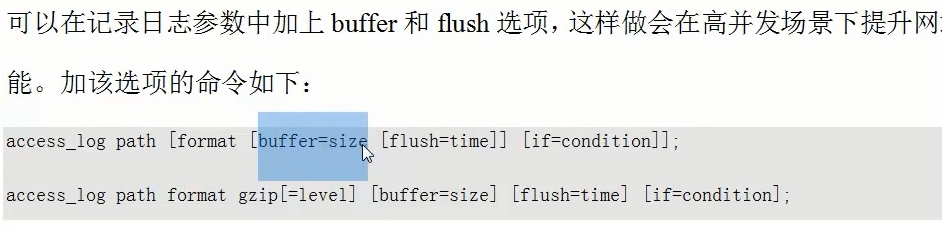 可以在记录日志参数中加上 buffer 和 flush 选项，这样做会在高并发场景下提升网
能。加该选项的命令如下：
access_log path [format [buffer=size [flush=time]] [if=condition]];
access_log path format gzip[=level] [buffer=size] [flush=time] [if=condition];